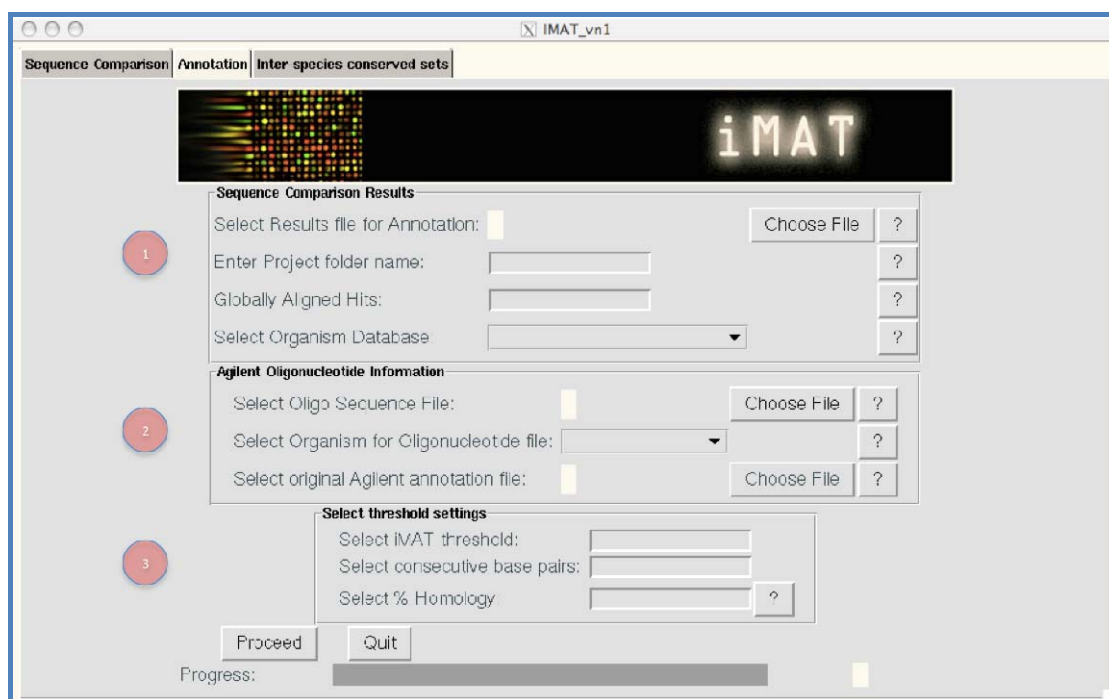 IMAT_vn1
Sequence Comparison Annotation Inter species conserved sets
iMAT
Sequence Comparison Results
Select Results file for Annotation: Choose File ?
1
Enter Project folder name: ?
Globally Aligned Hits: ?
Select Organism Database ?
Agilent Oligonucleotide Information
Select Oligo Sequence File: Choose File ?
2
Select Organism for Oligonucleotide file: ?
Select original Agilent annotation file: Choose File ?
Select threshold settings
Select iMAT threshold:
3
Select consecutive base pairs:
Select % Homology ?
Proceed Quit
Progress: